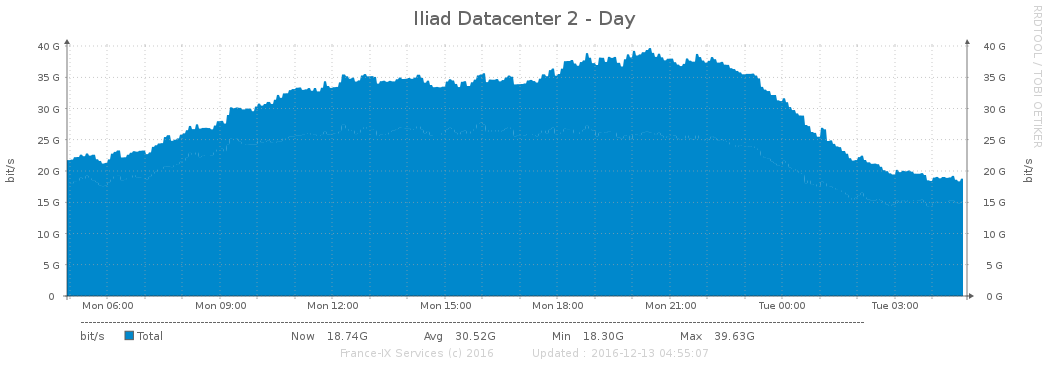 Iliad Datacenter 2 - Day
RRDTOOL / TOBI OETIKER
40 G 40 G
35 G 35 G
30 G 30 G
25 G 25 G
20 G 20 G
15 G 15 G
10 G 10 G
5 G 5 G
0 0 G
bit/s bit/s
Mon 06:00 Mon 09:00 Mon 12:00 Mon 15:00 Mon 18:00 Mon 21:00 Tue 00:00 Tue 03:00
bit/s Total Now 18.74G Avg 30.52G Min 18.30G Max 39.63G
France-IX Services (c) 2016 Updated : 2016-12-13 04:55:07